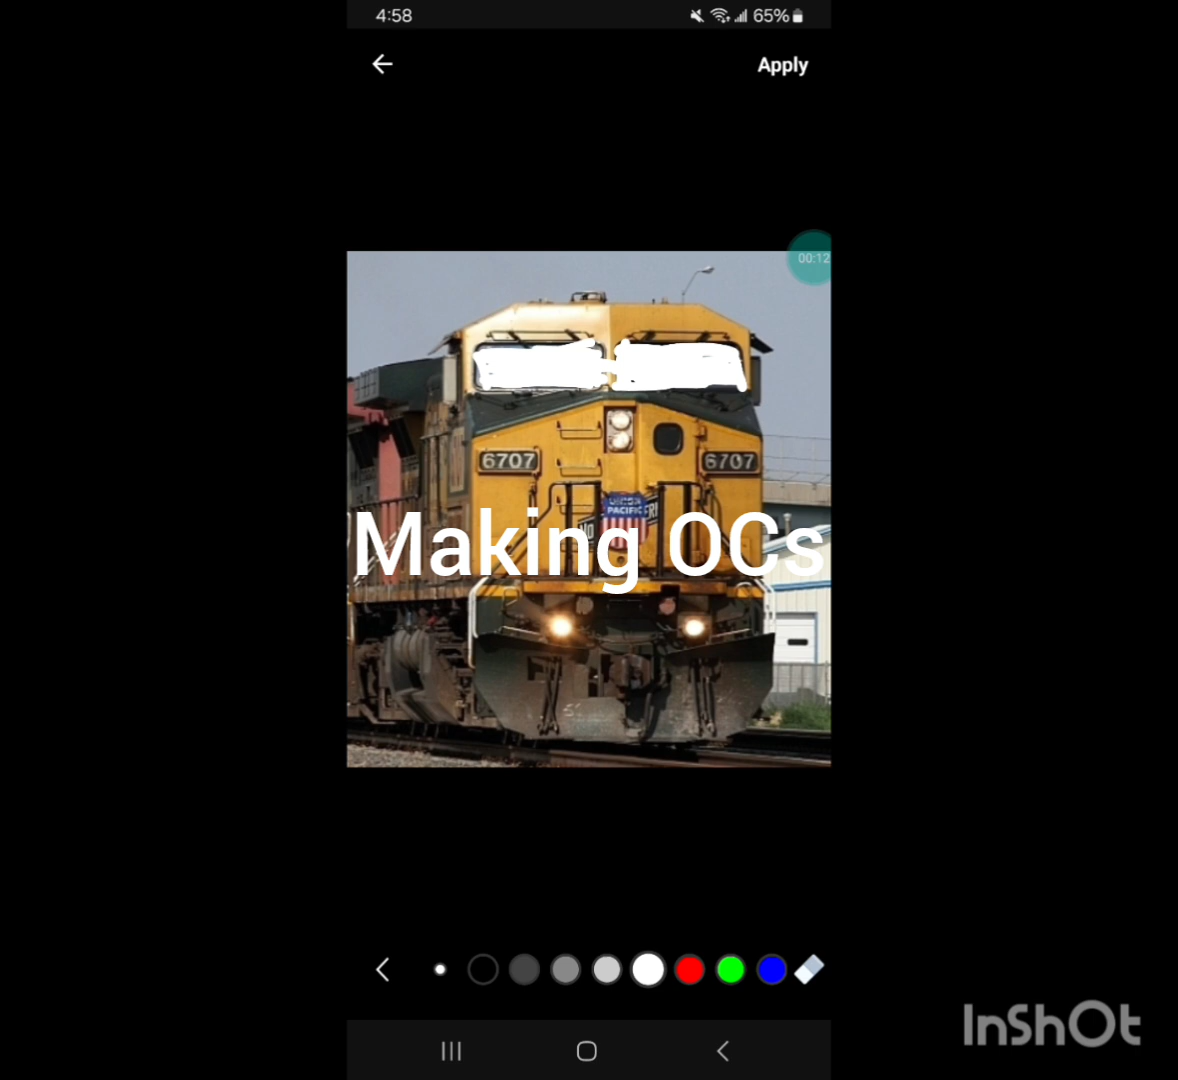 4:58
65%
Apply
00:12
6707
6707
UNION
PACIFIC
Making OCs
InShOt